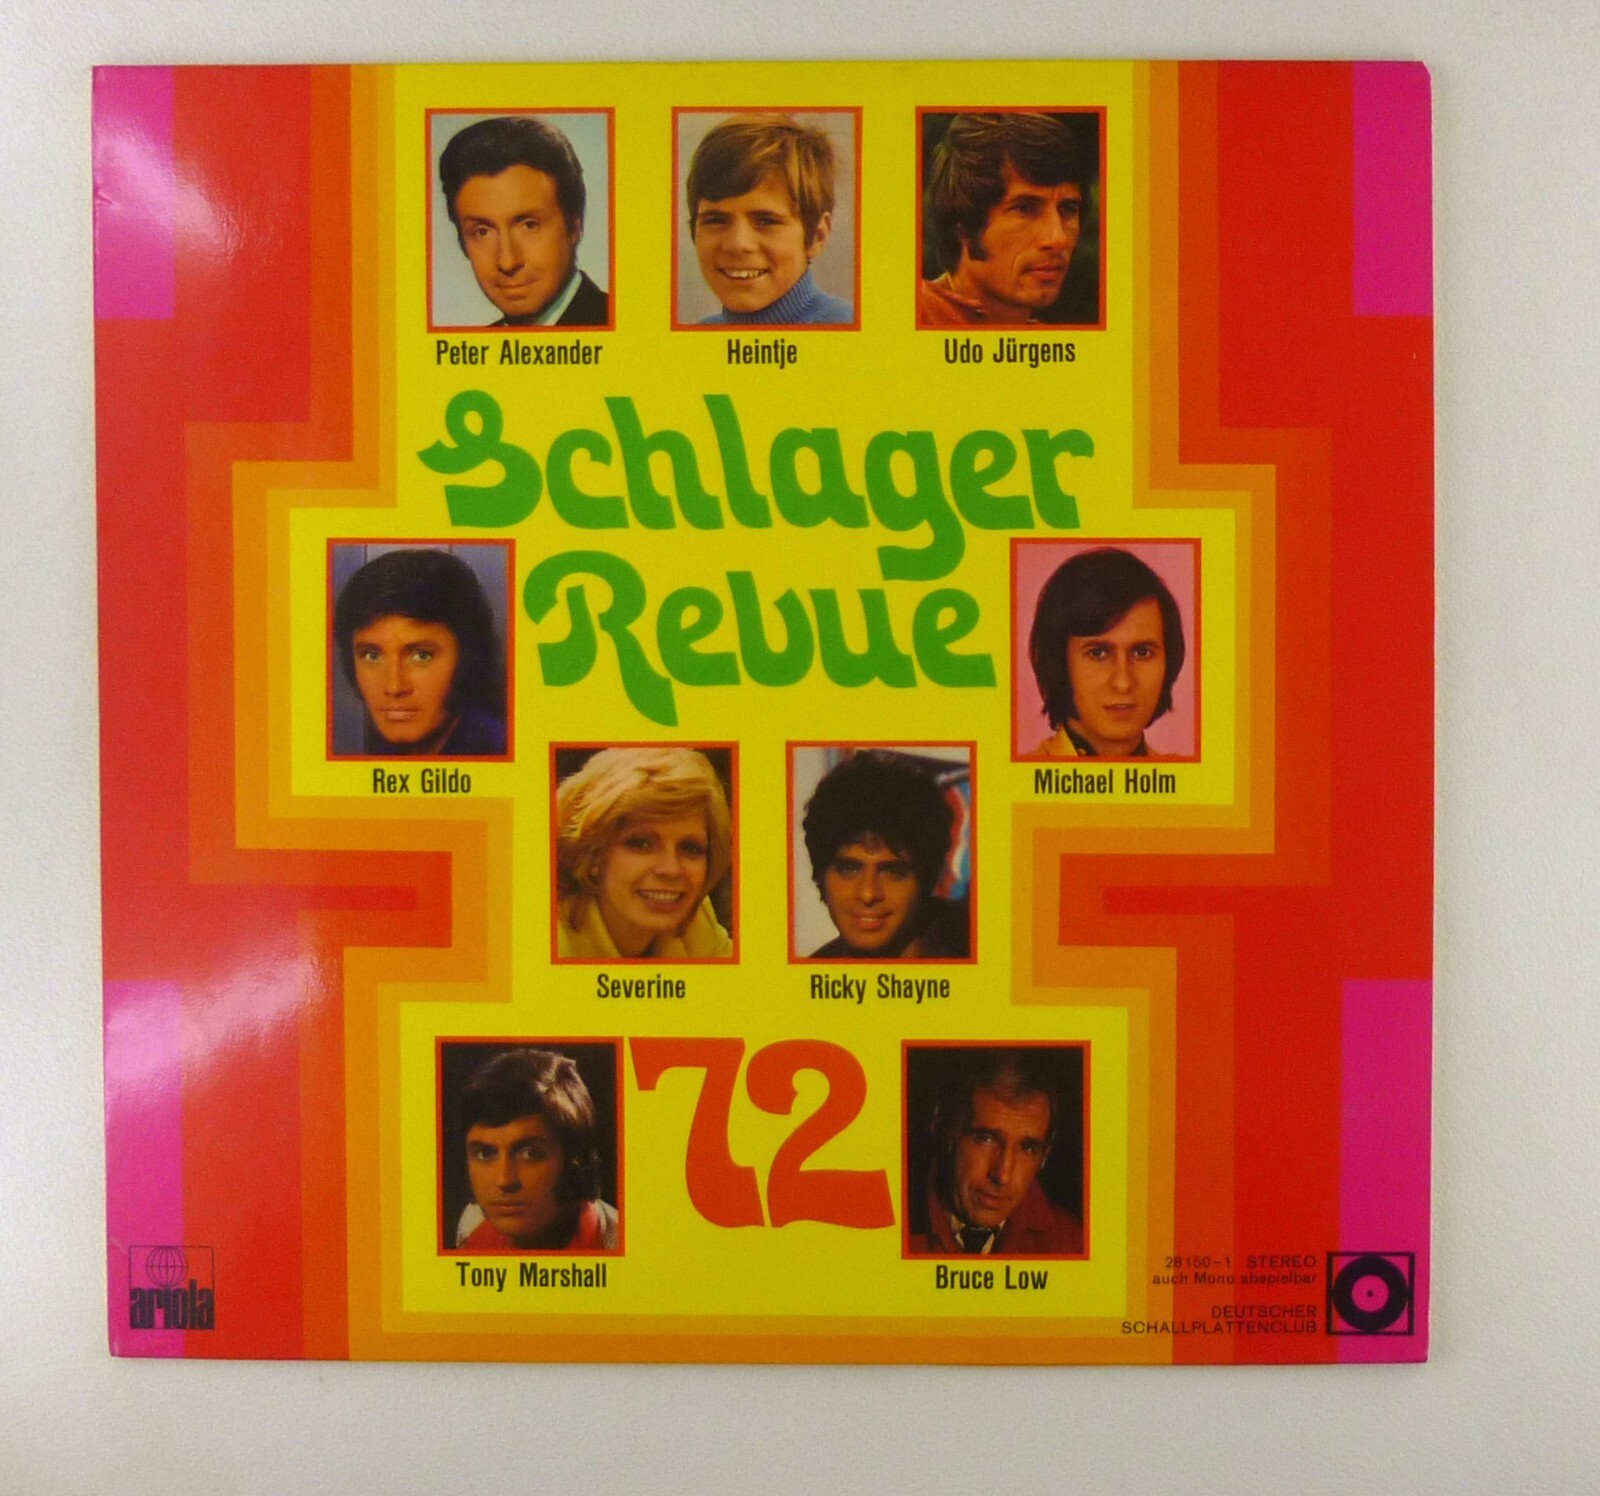 Peter Alexander
Heintje
Udo Jürgens
Schlager
Revue
Rex Gildo
Michael Holm
Severine
Ricky Shayne
72
Tony Marshall
Bruce Low
ariola
28150-1 STEREO
auch Mono abspielbar
DEUTSCHER
SCHALLPLATTENCLUB